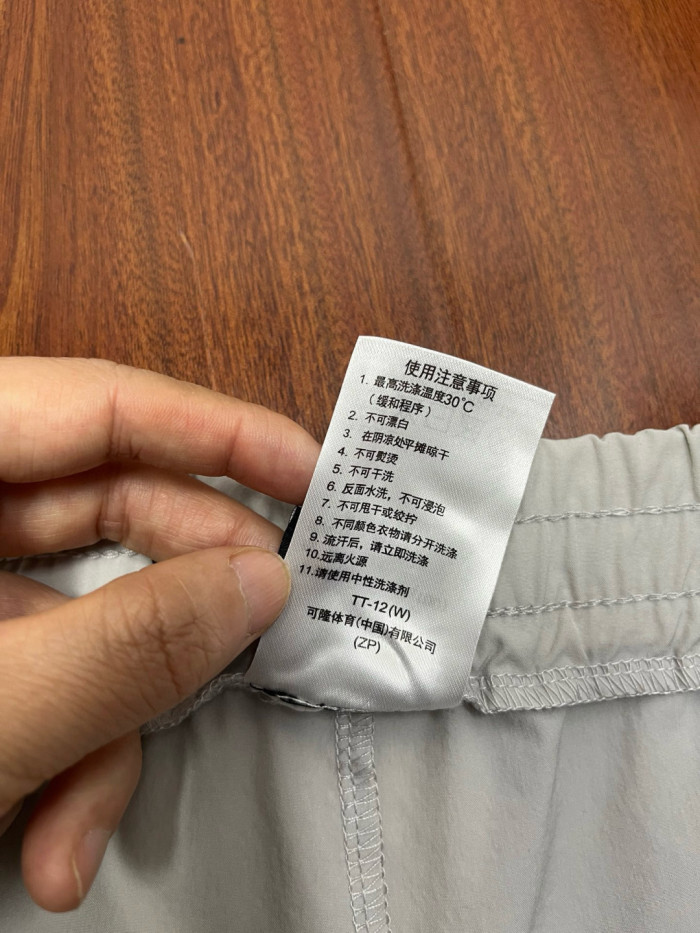 使用注意事项
1. 最高洗涤温度30℃
(缓和程序)
2. 不可漂白
3. 在阴凉处平摊晾干
4. 不可熨烫
5. 不可干洗
6. 反面水洗，不可浸泡
7. 不可甩干或绞拧
8. 不同颜色衣物请分开洗涤
9. 流汗后，请立即洗涤
10.远离火源
11.请使用中性洗涤剂
TT-12(W)
可隆体育(中国)有限公司
(ZP)